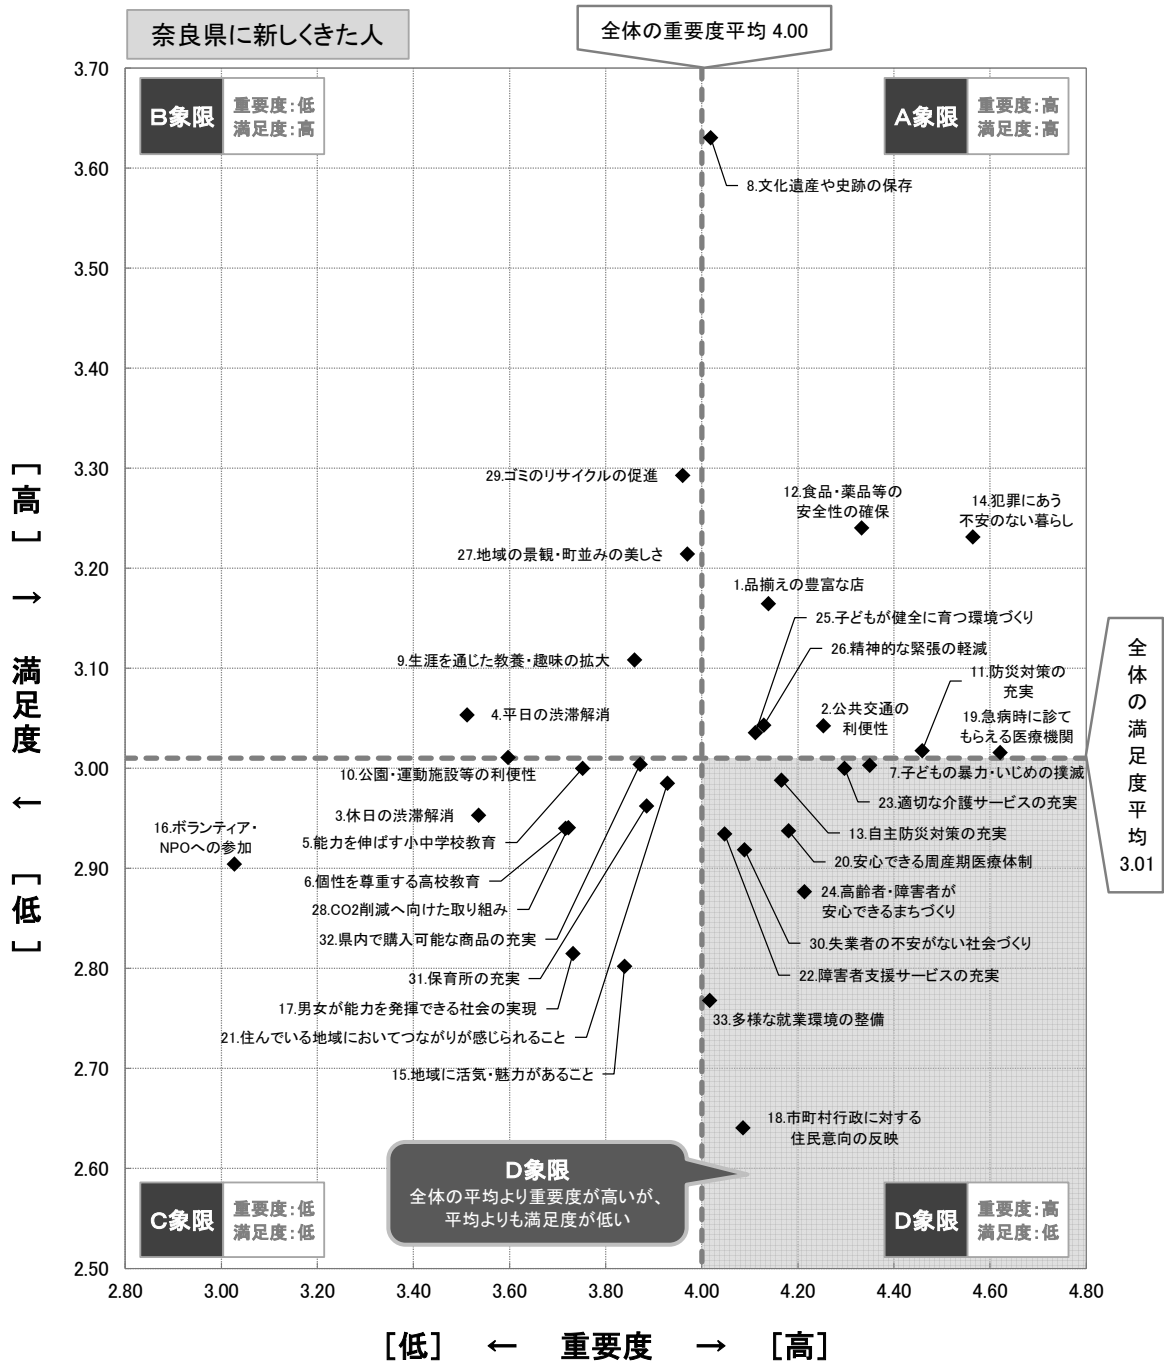 奈良県に新しくきた人
全体の重要度平均 4.00
B象限
重要度:低
満足度:高
A象限
重要度:高
満足度:高
3.70
3.60
3.50
3.40
3.30
3.20
3.10
3.00
2.90
2.80
2.70
2.60
2.50
[高] → 満足度 ← [低]
8.文化遺産や史跡の保存
29.ゴミのリサイクルの促進
12.食品・薬品等の
安全性の確保
14.犯罪にあう
不安のない暮らし
27.地域の景観・町並みの美しさ
1.品揃えの豊富な店
25.子どもが健全に育つ環境づくり
26.精神的な緊張の軽減
9.生涯を通じた教養・趣味の拡大
11.防災対策の
充実
4.平日の渋滞解消
2.公共交通の
利便性
19.急病時に診て
もらえる医療機関
全体の満足度平均
3.01
10.公園・運動施設等の利便性
7.子どもの暴力・いじめの撲滅
23.適切な介護サービスの充実
3.休日の渋滞解消
16.ボランティア・
NPOへの参加
5.能力を伸ばす小中学校教育
13.自主防災対策の充実
20.安心できる周産期医療体制
6.個性を尊重する高校教育
24.高齢者・障害者が
安心できるまちづくり
28.CO2削減へ向けた取り組み
32.県内で購入可能な商品の充実
30.失業者の不安がない社会づくり
31.保育所の充実
22.障害者支援サービスの充実
17.男女が能力を発揮できる社会の実現
33.多様な就業環境の整備
21.住んでいる地域においてつながりが感じられること
15.地域に活気・魅力があること
18.市町村行政に対する
住民意向の反映
D象限
全体の平均より重要度が高いが、
平均よりも満足度が低い
C象限
重要度:低
満足度:低
D象限
重要度:高
満足度:低
2.80
3.00
3.20
3.40
3.60
3.80
4.00
4.20
4.40
4.60
4.80
[低] ← 重要度 → [高]